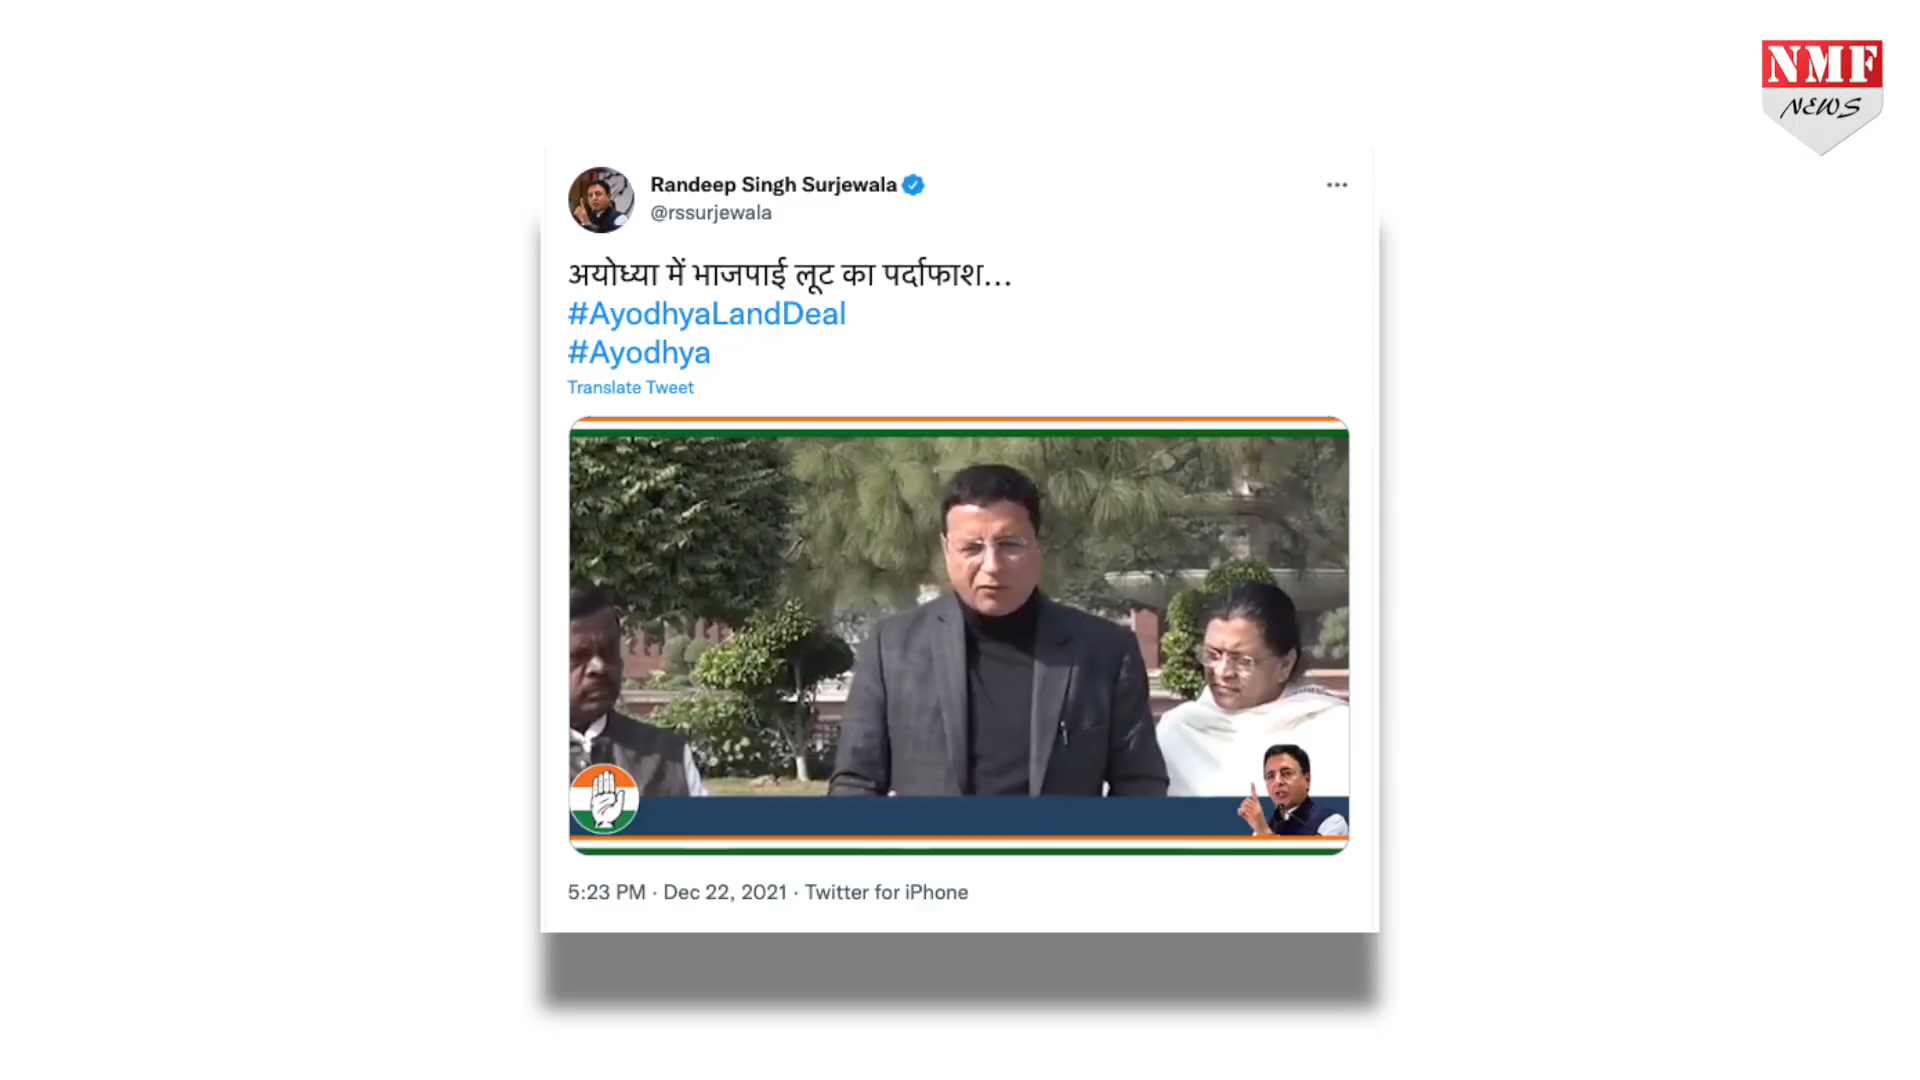 NMF
NEWS
Randeep Singh Surjewala
@rssurjewala
अयोध्या में भाजपाई लूट का पर्दाफाश...
#AyodhyaLandDeal
#Ayodhya
Translate Tweet
5:23 PM · Dec 22, 2021 · Twitter for iPhone